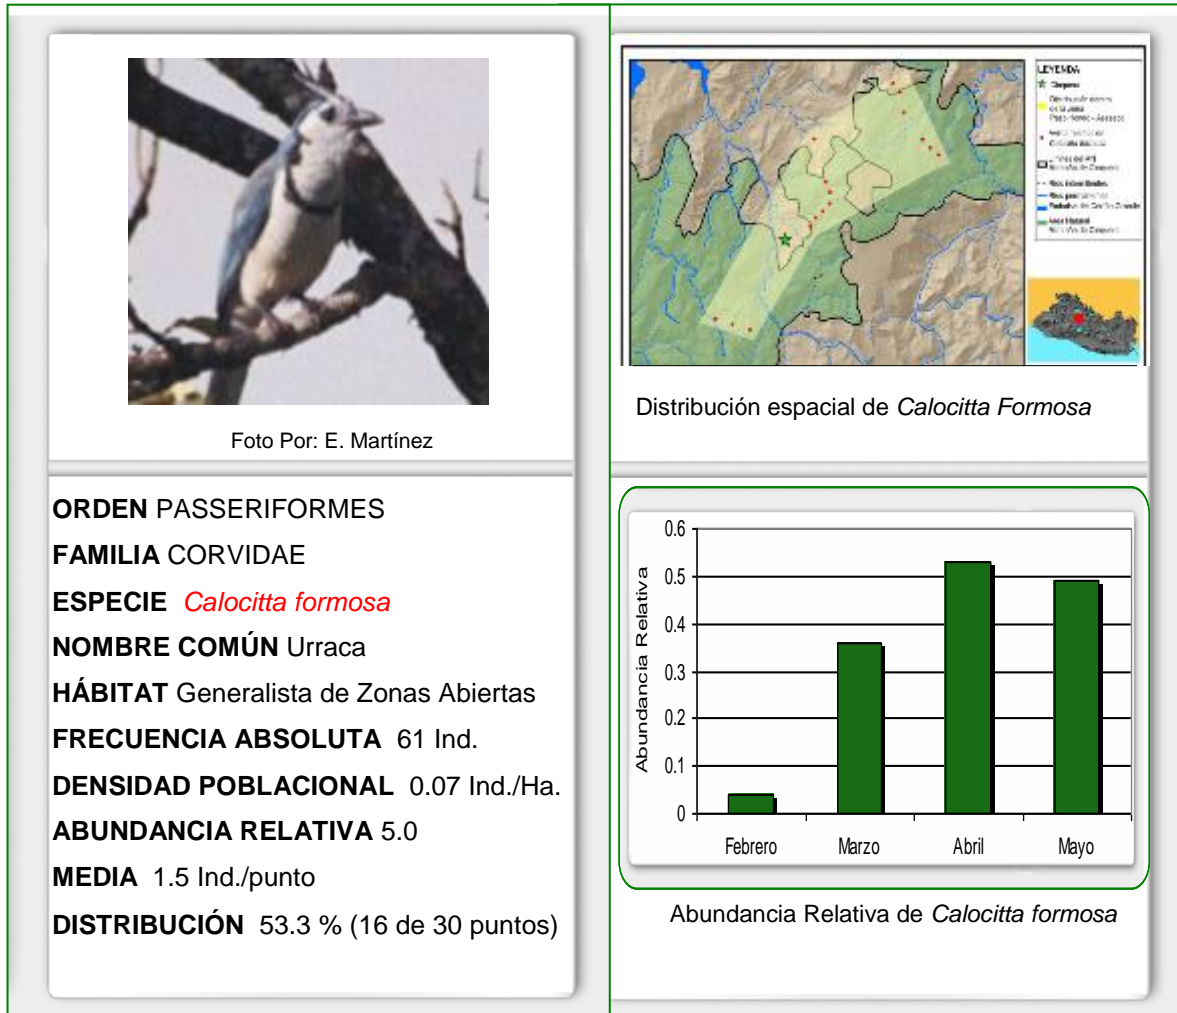 Foto Por: E. Martínez
ORDEN PASSERIFORMES
FAMILIA CORVIDAE
ESPECIE Calocitta formosa
NOMBRE COMÚN Urraca
HÁBITAT Generalista de Zonas Abiertas
FRECUENCIA ABSOLUTA 61 Ind.
DENSIDAD POBLACIONAL 0.07 Ind./Ha.
ABUNDANCIA RELATIVA 5.0
MEDIA 1.5 Ind./punto
DISTRIBUCIÓN 53.3 % (16 de 30 puntos)
LEYENDA
Distribución espacial de Calocitta Formosa
Abundancia Relativa
0.6
0.5
0.4
0.3
0.2
0.1
0
Febrero Marzo Abril Mayo
Abundancia Relativa de Calocitta formosa